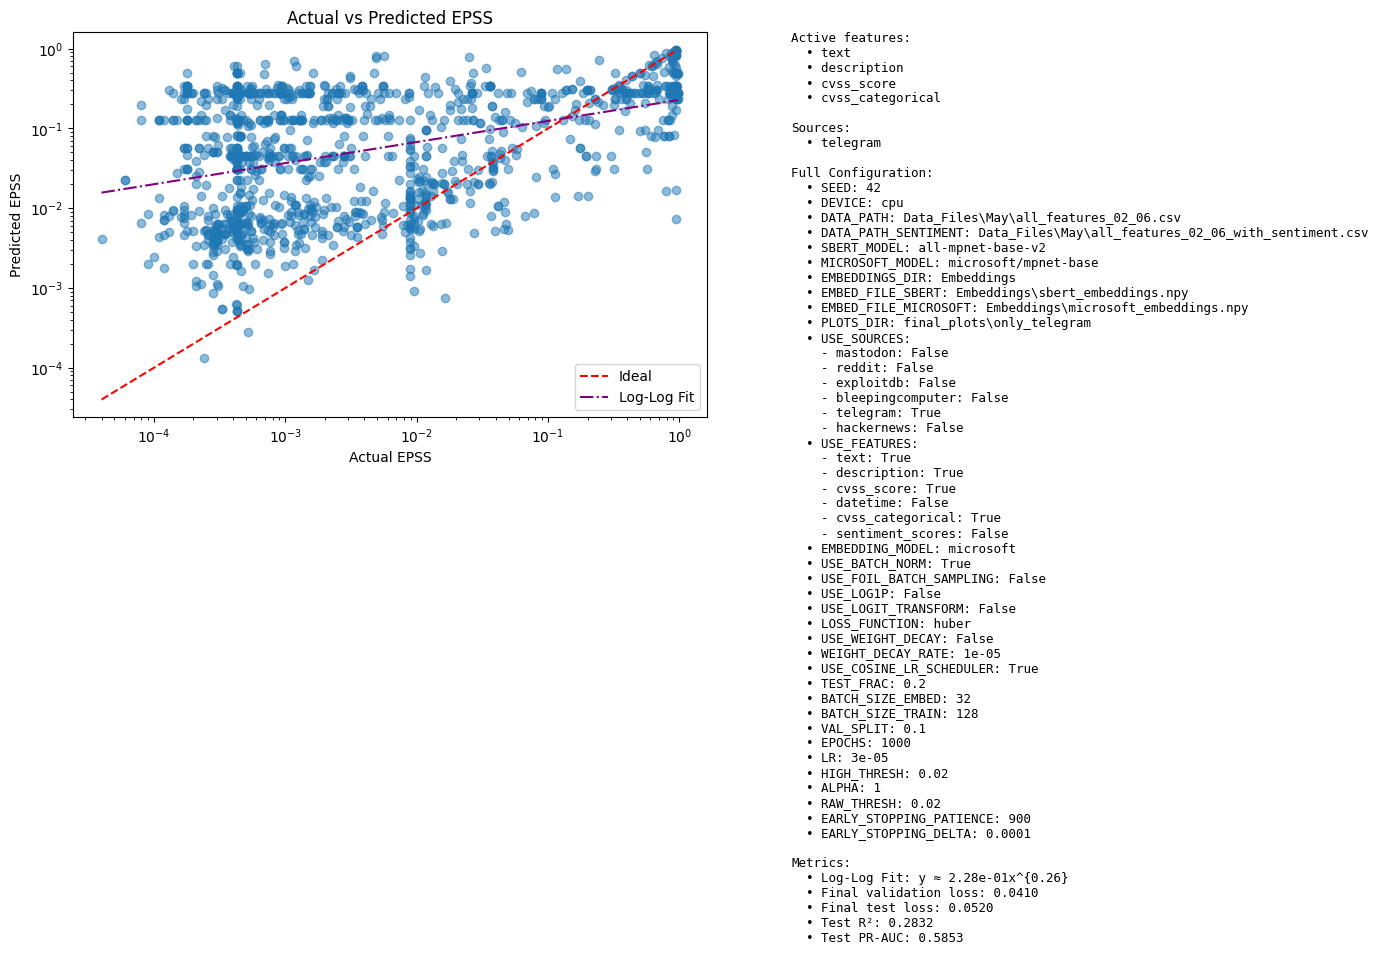 Actual vs Predicted EPSS
10^0
10^-1
10^-2
10^-3
10^-4
Predicted EPSS
Ideal
Log-Log Fit
10^-4
10^-3
10^-2
10^-1
10^0
Actual EPSS
Active features:
• text
• description
• cvss_score
• cvss_categorical
Sources:
• telegram
Full Configuration:
• SEED: 42
• DEVICE: cpu
• DATA_PATH: Data_Files\May\all_features_02_06.csv
• DATA_PATH_SENTIMENT: Data_Files\May\all_features_02_06_with_sentiment.csv
• SBERT_MODEL: all-mpnet-base-v2
• MICROSOFT_MODEL: microsoft/mpnet-base
• EMBEDDINGS_DIR: Embeddings
• EMBED_FILE_SBERT: Embeddings\sbert_embeddings.npy
• EMBED_FILE_MICROSOFT: Embeddings\microsoft_embeddings.npy
• PLOTS_DIR: final_plots\only_telegram
• USE_SOURCES:
- mastodon: False
- reddit: False
- exploitdb: False
- bleepingcomputer: False
- telegram: True
- hackernews: False
• USE_FEATURES:
- text: True
- description: True
- cvss_score: True
- datetime: False
- cvss_categorical: True
- sentiment_scores: False
• EMBEDDING_MODEL: microsoft
• USE_BATCH_NORM: True
• USE_FOIL_BATCH_SAMPLING: False
• USE_LOG1P: False
• USE_LOGIT_TRANSFORM: False
• LOSS_FUNCTION: huber
• USE_WEIGHT_DECAY: False
• WEIGHT_DECAY_RATE: 1e-05
• USE_COSINE_LR_SCHEDULER: True
• TEST_FRAC: 0.2
• BATCH_SIZE_EMBED: 32
• BATCH_SIZE_TRAIN: 128
• VAL_SPLIT: 0.1
• EPOCHS: 1000
• LR: 3e-05
• HIGH_THRESH: 0.02
• ALPHA: 1
• RAW_THRESH: 0.02
• EARLY_STOPPING_PATIENCE: 900
• EARLY_STOPPING_DELTA: 0.0001
Metrics:
• Log-Log Fit: y ≈ 2.28e-01x^{0.26}
• Final validation loss: 0.0410
• Final test loss: 0.0520
• Test R²: 0.2832
• Test PR-AUC: 0.5853